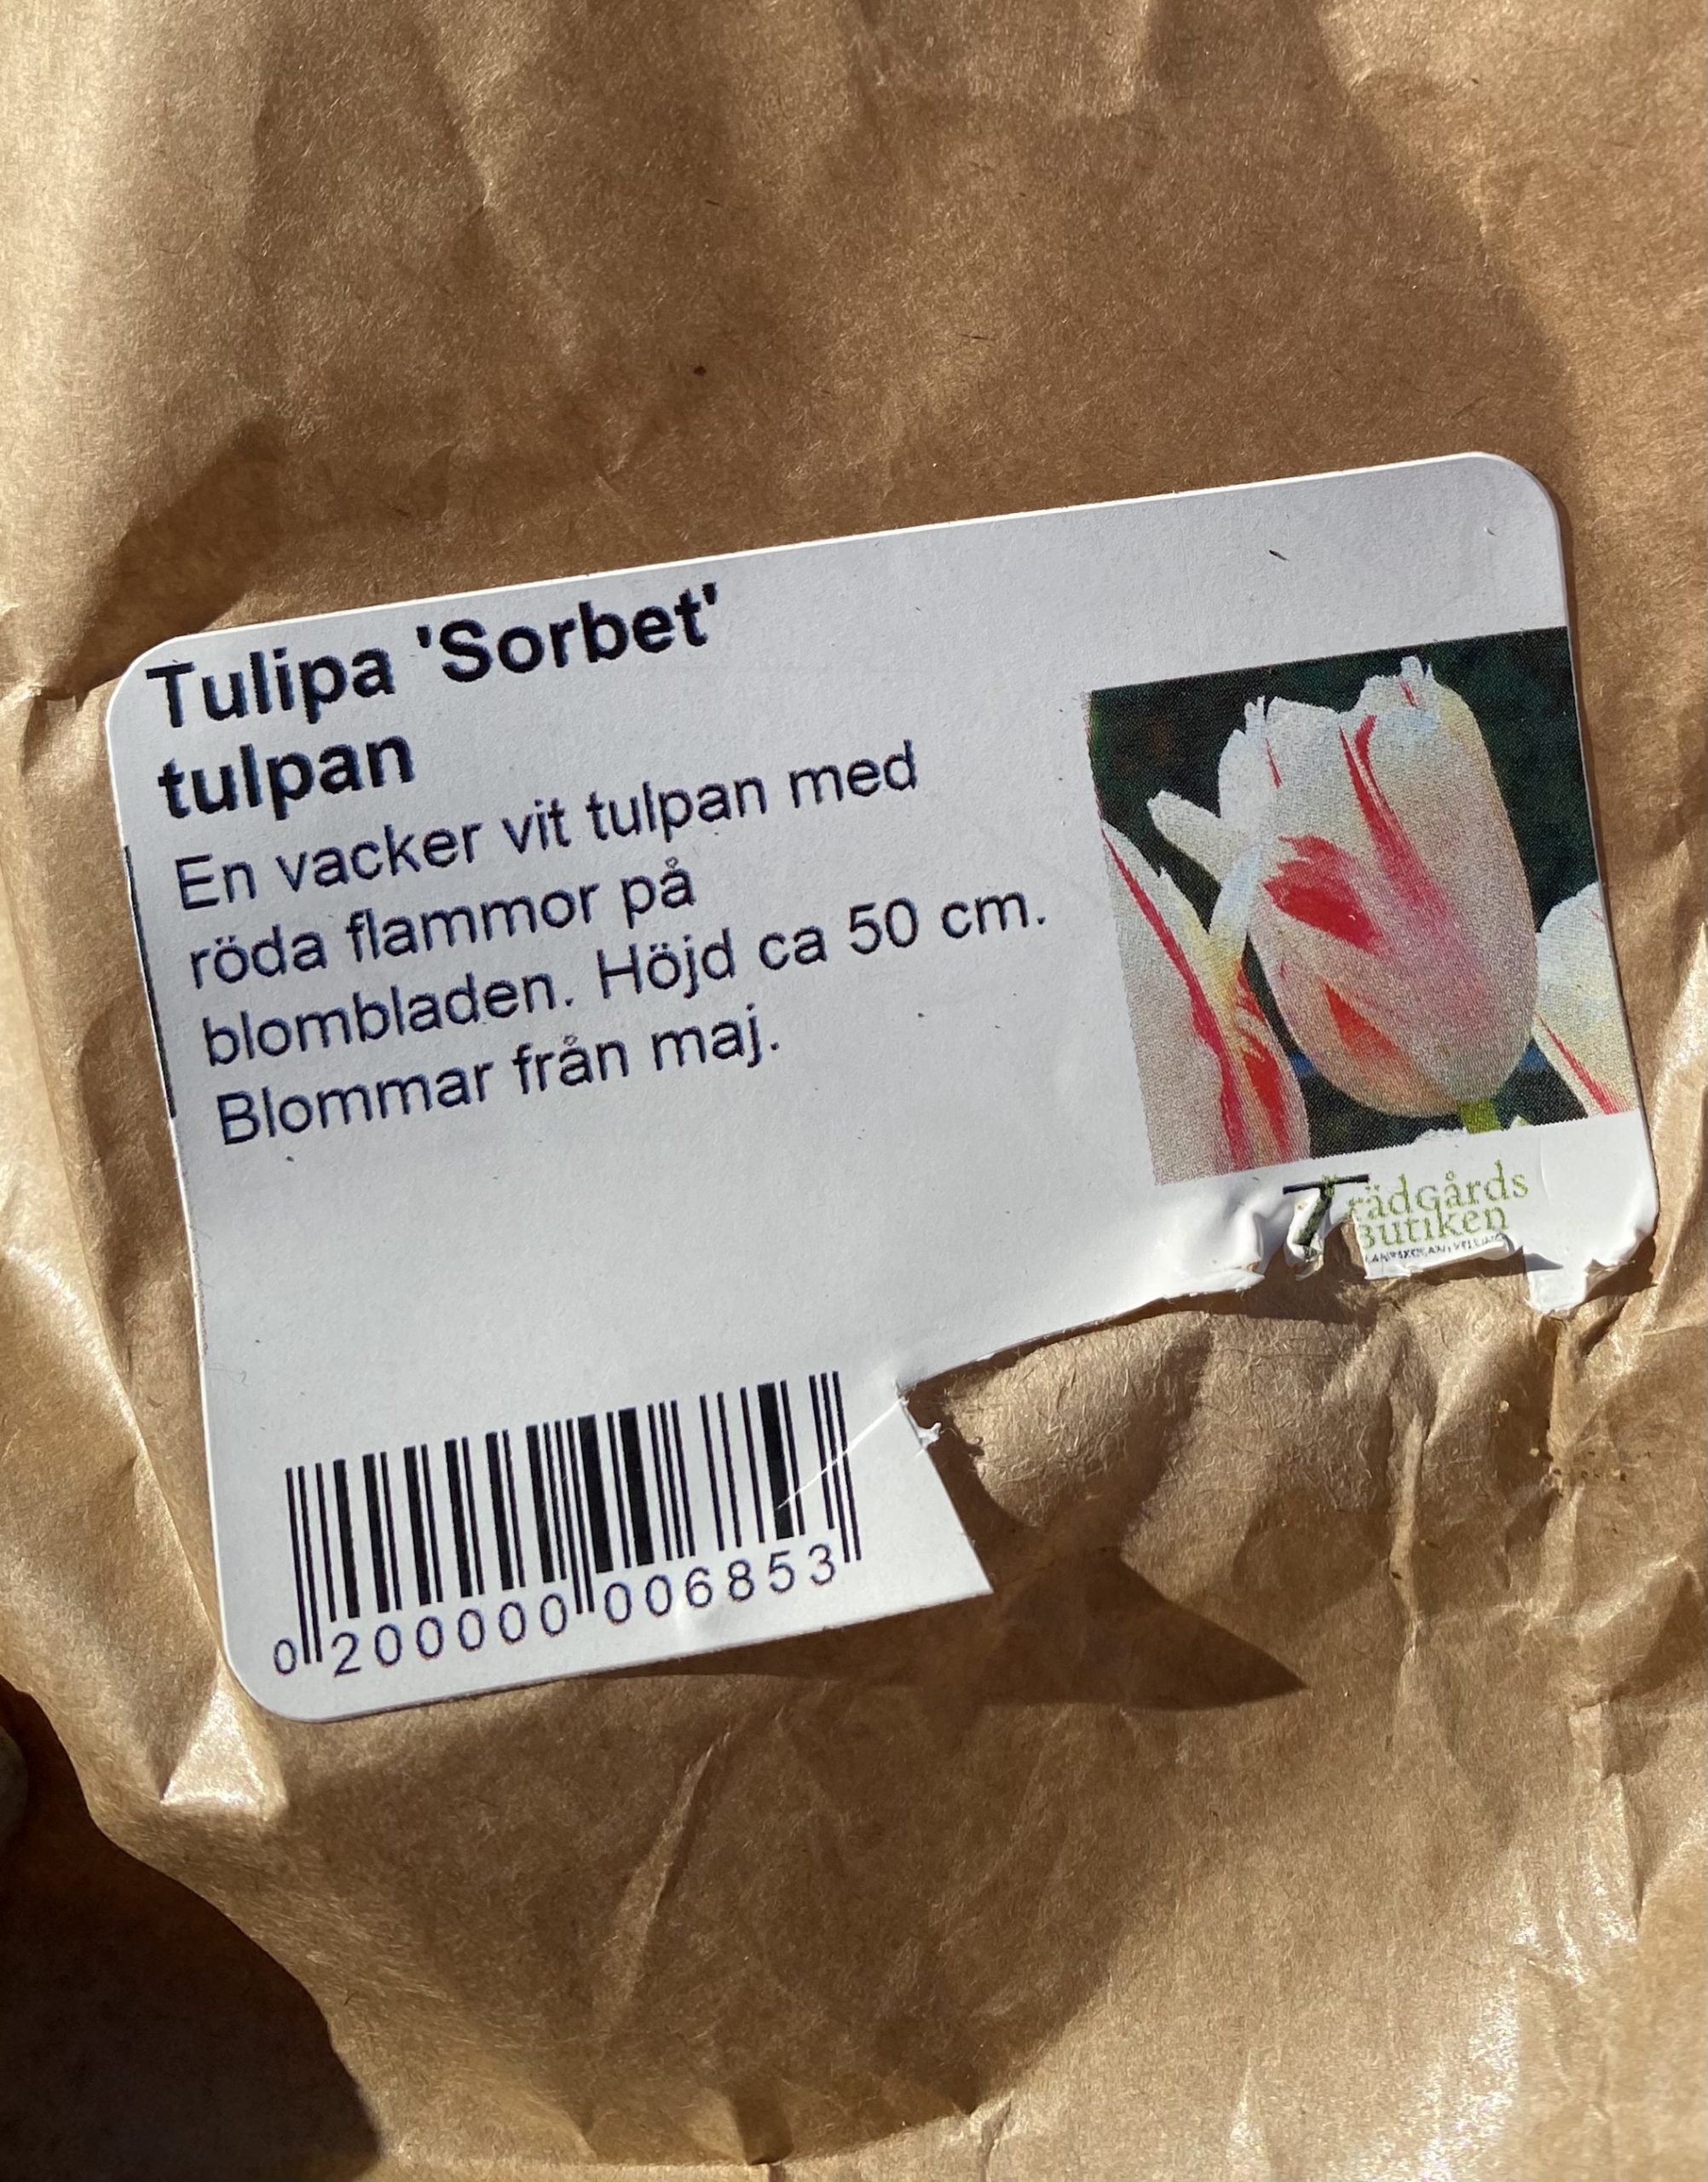 Tulipa 'Sorbet'
tulpan
En vacker vit tulpan med
röda flammor på
blombladen. Höjd ca 50 cm.
Blommar från maj.
Trädgårds
Butiken
0 200000 006853